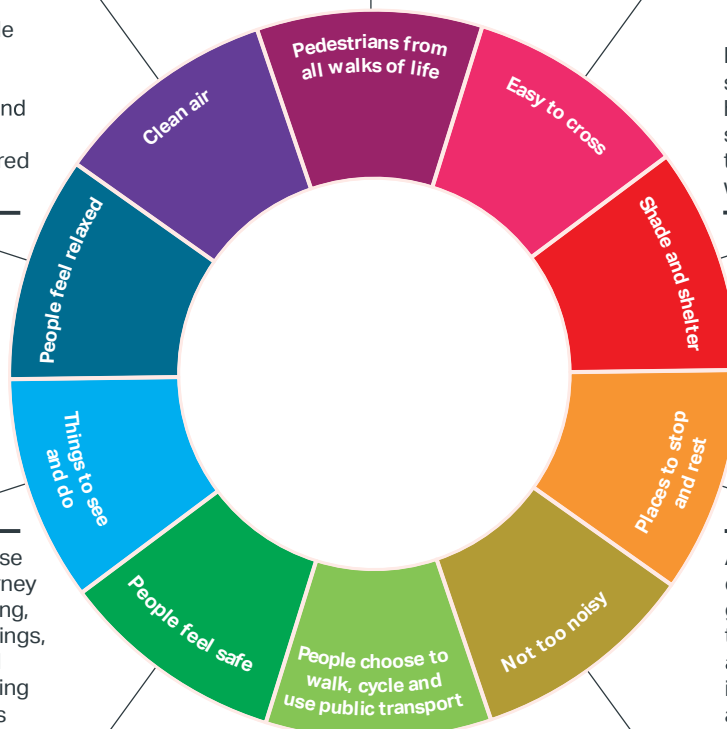 Pedestrians from
all walks of life
Easy to cross
Shade and shelter
Places to stop
and rest
Not too noisy
People choose to
walk, cycle and
use public transport
People feel safe
Things to see
and do
People feel relaxed
Clean air